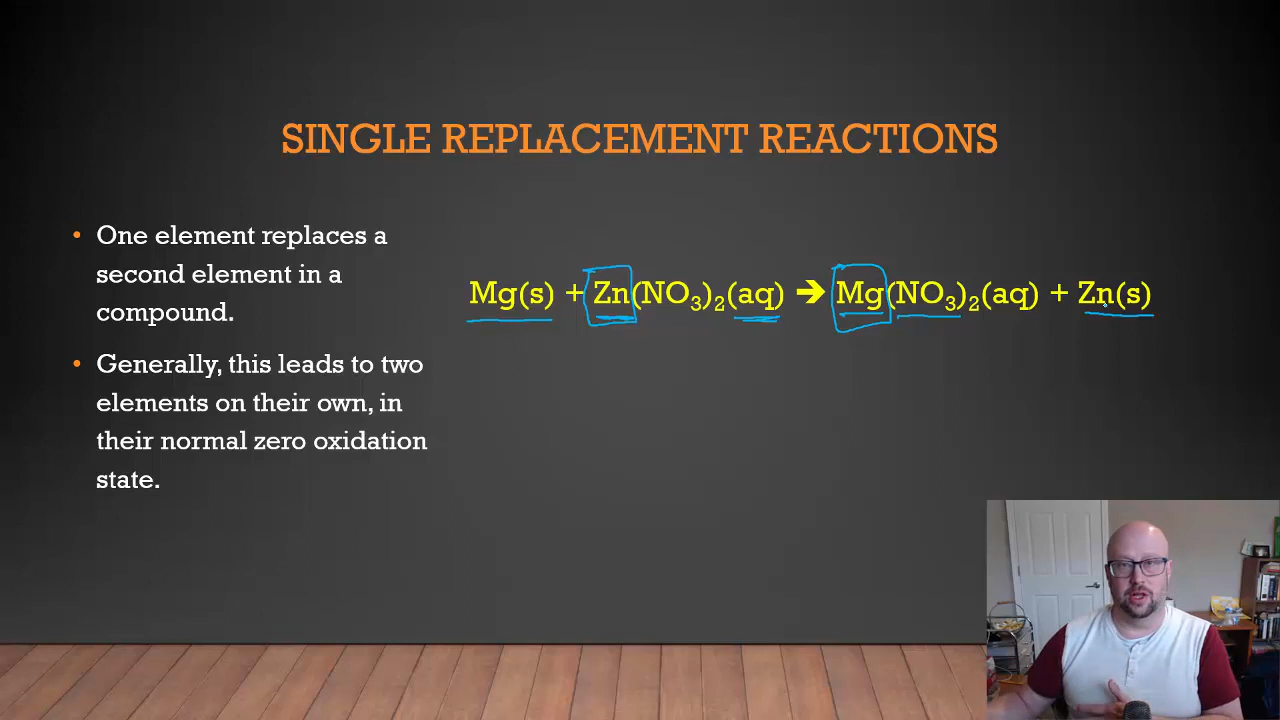 SINGLE REPLACEMENT REACTIONS
• One element replaces a
second element in a
compound.
• Generally, this leads to two
elements on their own, in
their normal zero oxidation
state.
Mg(s) + Zn(NO₃)₂(aq) ➔ Mg(NO₃)₂(aq) + Zn(s)